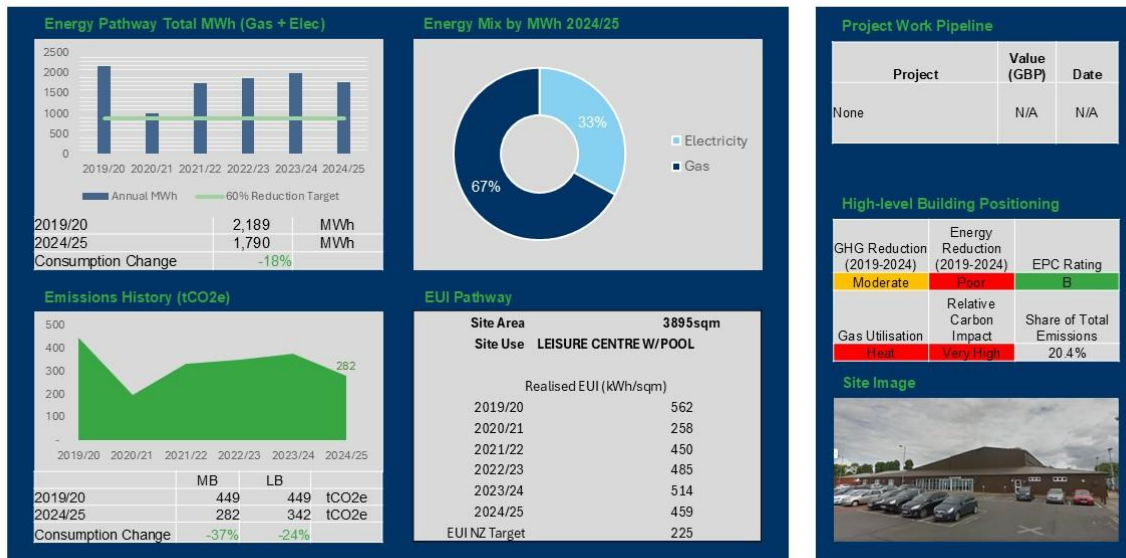 Energy Pathway Total MWh (Gas + Elec)
2500
2000
1500
1000
500
0
2019/20 2020/21 2021/22 2022/23 2023/24 2024/25
Annual MWh 60% Reduction Target
2019/20 2,189 MWh
2024/25 1,790 MWh
Consumption Change -18%
Energy Mix by MWh 2024/25
33%
67%
Electricity
Gas
Emissions History (tCO2e)
500
400
300
200
100
-
282
2019/20 2020/21 2021/22 2022/23 2023/24 2024/25
MB LB
2019/20 449 449 tCO2e
2024/25 282 342 tCO2e
Consumption Change -37% -24%
EUI Pathway
Site Area 3895sqm
Site Use LEISURE CENTRE W/POOL
Realised EUI (kWh/sqm)
2019/20 562
2020/21 258
2021/22 450
2022/23 485
2023/24 514
2024/25 459
EUI NZ Target 225
Project Work Pipeline
Project Value (GBP) Date
None N/A N/A
High-level Building Positioning
GHG Reduction (2019-2024) Energy Reduction (2019-2024) EPC Rating
Moderate Poor B
Gas Utilisation Relative Carbon Impact Share of Total Emissions
Heat Very High 20.4%
Site Image